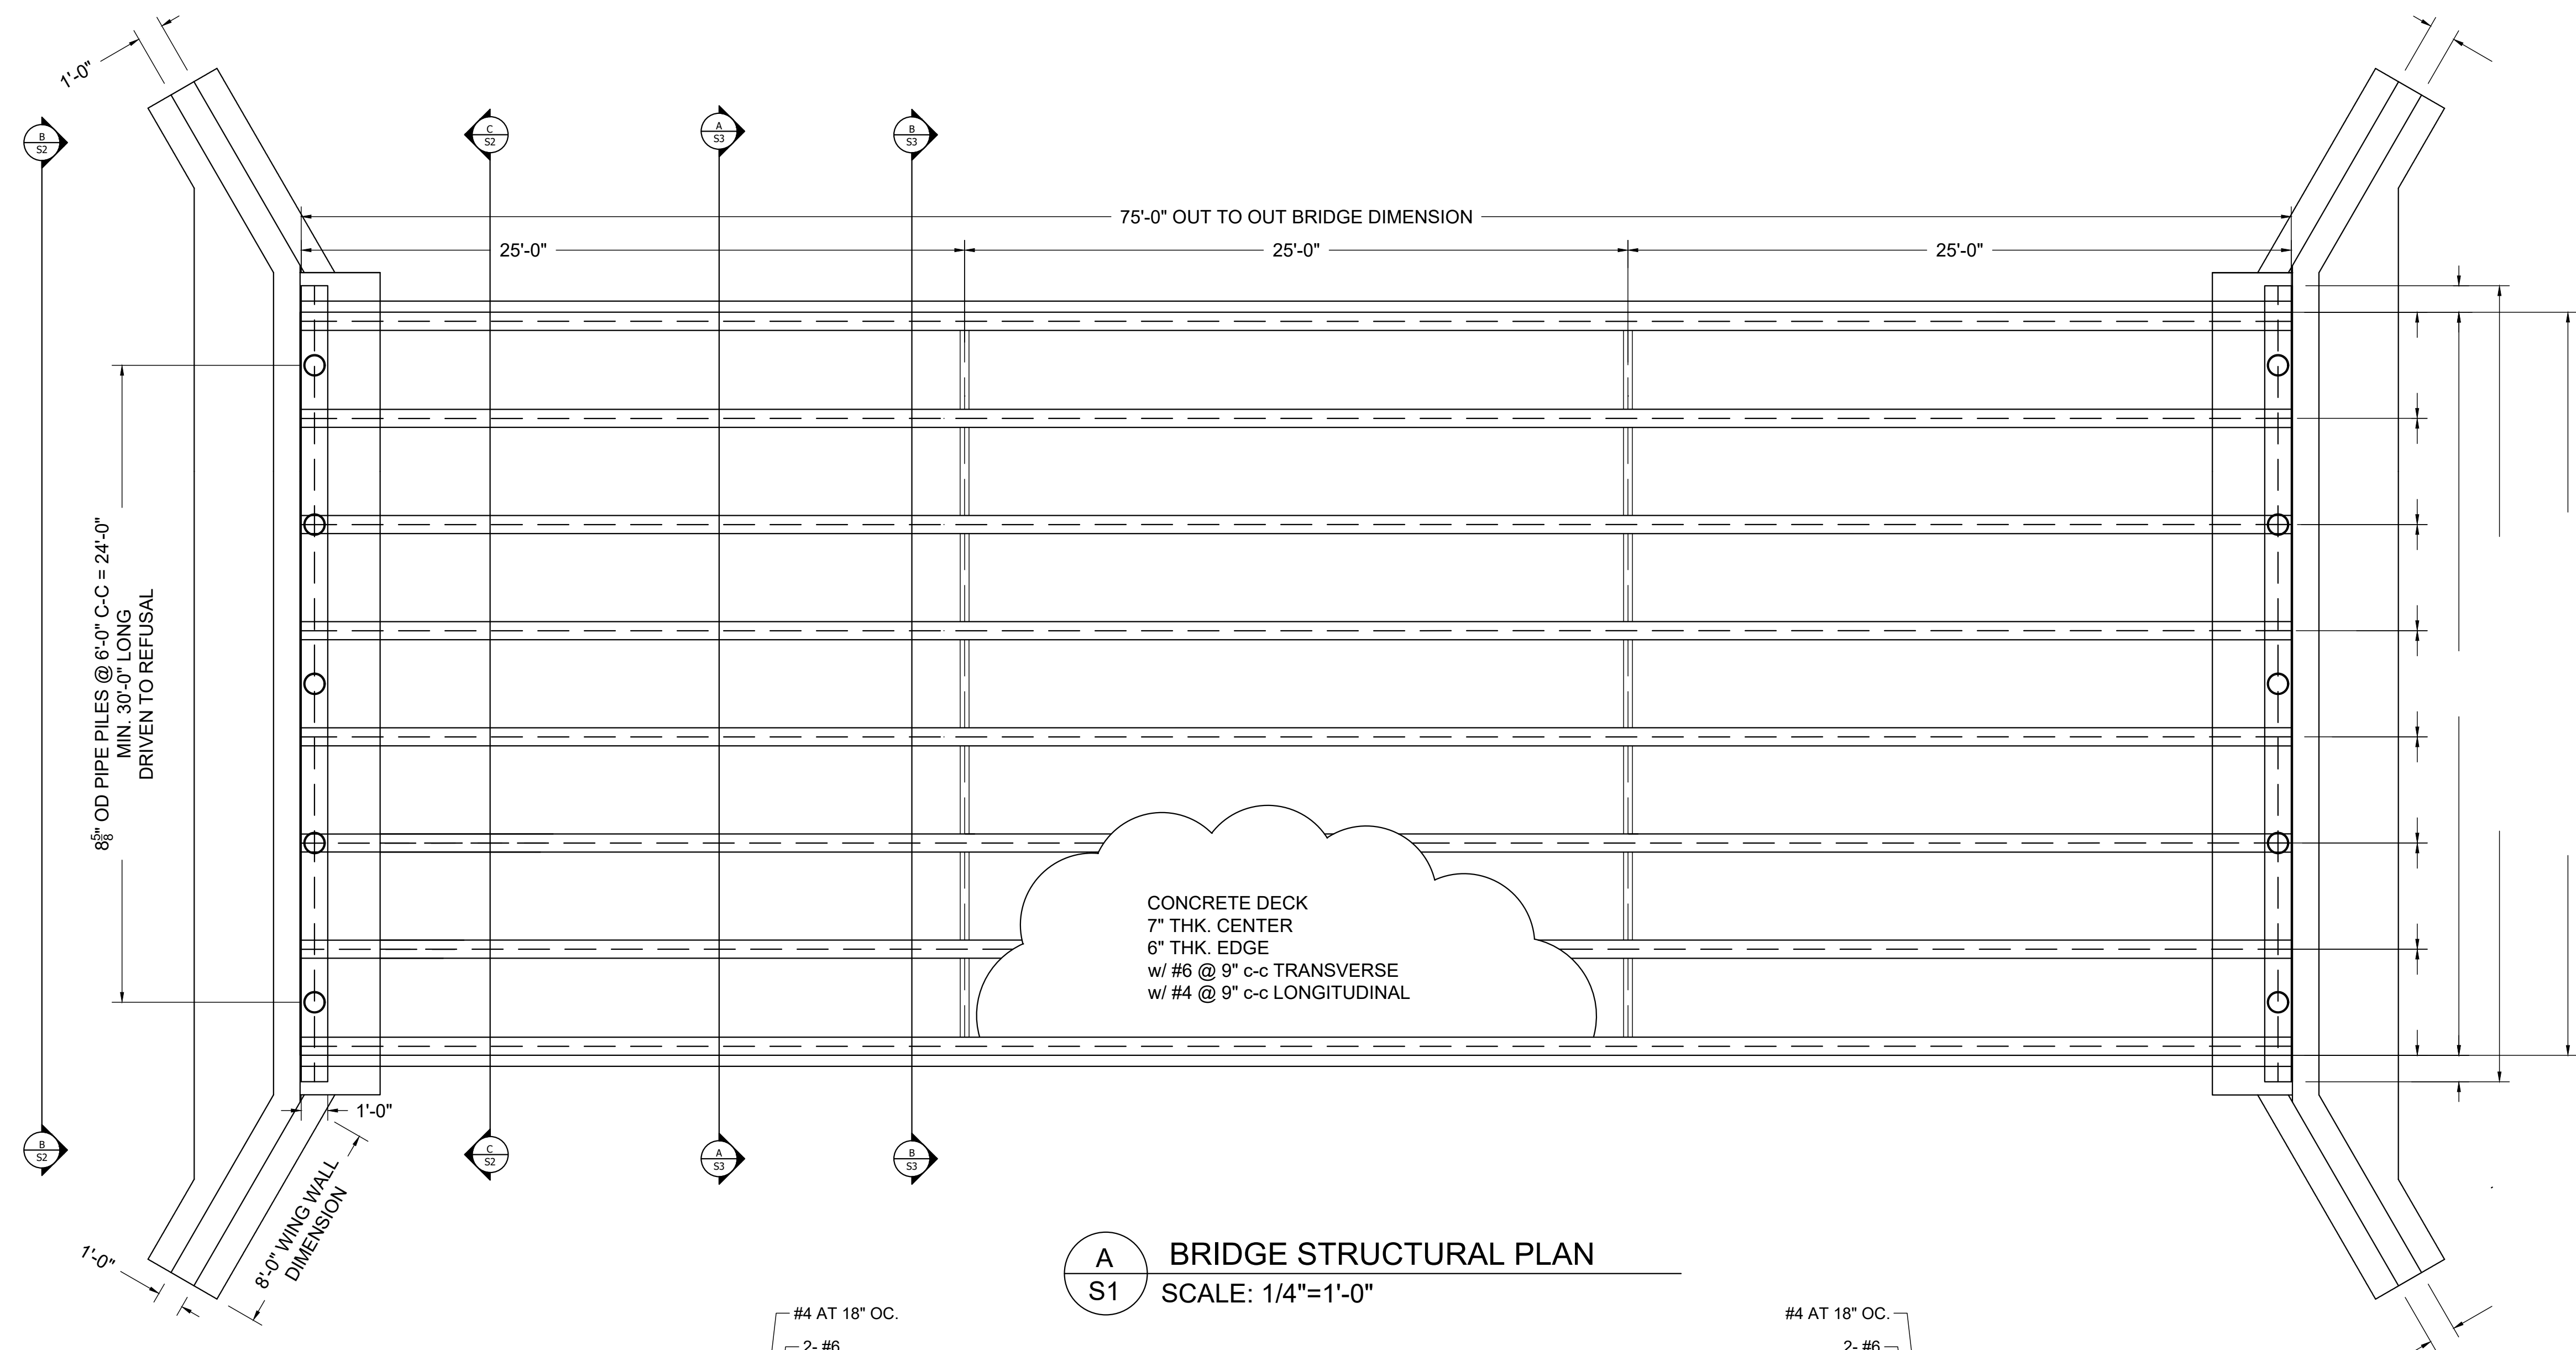 1'-0"
B
S2
C
S2
A
S3
B
S3
75'-0" OUT TO OUT BRIDGE DIMENSION
25'-0"
25'-0"
25'-0"
8 5/8" OD PIPE PILES @ 6'-0" C-C = 24'-0"
MIN. 30'-0" LONG
DRIVEN TO REFUSAL
CONCRETE DECK
7" THK. CENTER
6" THK. EDGE
w/ #6 @ 9" c-c TRANSVERSE
w/ #4 @ 9" c-c LONGITUDINAL
1'-0"
B
S2
C
S2
A
S3
B
S3
8'-0" WING WALL
DIMENSION
1'-0"
A
S1
BRIDGE STRUCTURAL PLAN
SCALE: 1/4"=1'-0"
#4 AT 18" OC.
2- #6
#4 AT 18" OC.
2- #6